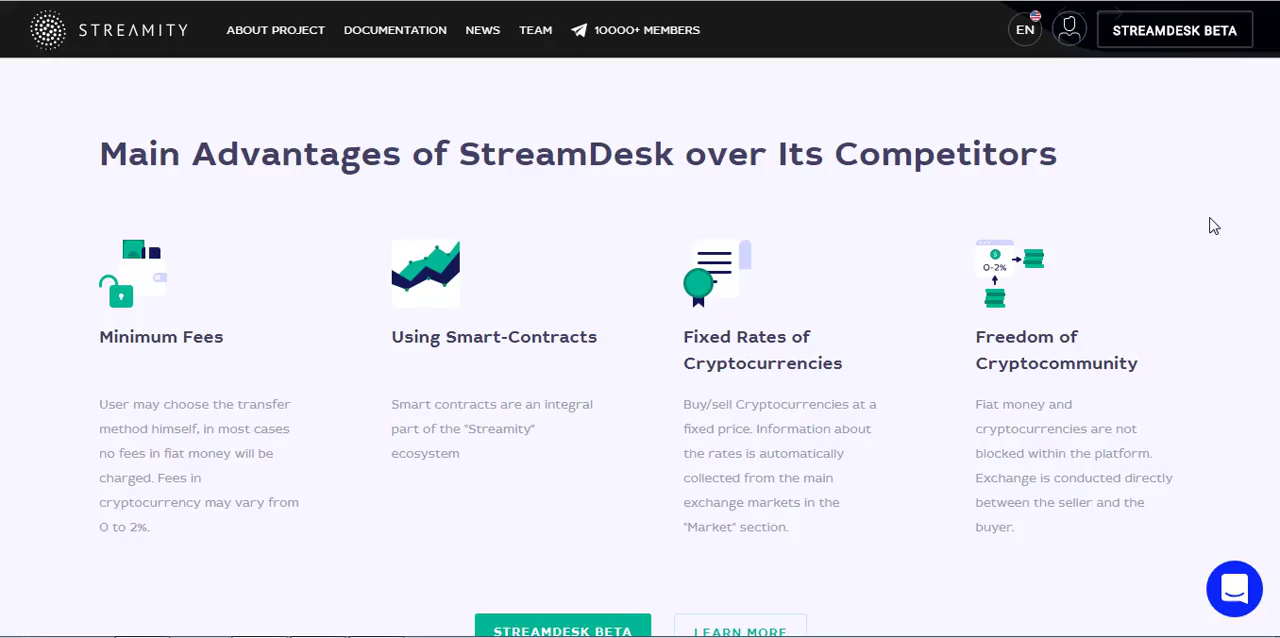 STREAMITY ABOUT PROJECT DOCUMENTATION NEWS TEAM 10000+ MEMBERS EN STREAMDESK BETA
Main Advantages of StreamDesk over Its Competitors
0-2%
Minimum Fees
User may choose the transfer
method himself, in most cases
no fees in fiat money will be
charged. Fees in
cryptocurrency may vary from
0 to 2%.
Using Smart-Contracts
Smart contracts are an integral
part of the "Streamity"
ecosystem
Fixed Rates of
Cryptocurrencies
Buy/sell Cryptocurrencies at a
fixed price. Information about
the rates is automatically
collected from the main
exchange markets in the
"Market" section.
Freedom of
Cryptocommunity
Fiat money and
cryptocurrencies are not
blocked within the platform.
Exchange is conducted directly
between the seller and the
buyer.
STREAMDESK BETA LEARN MORE